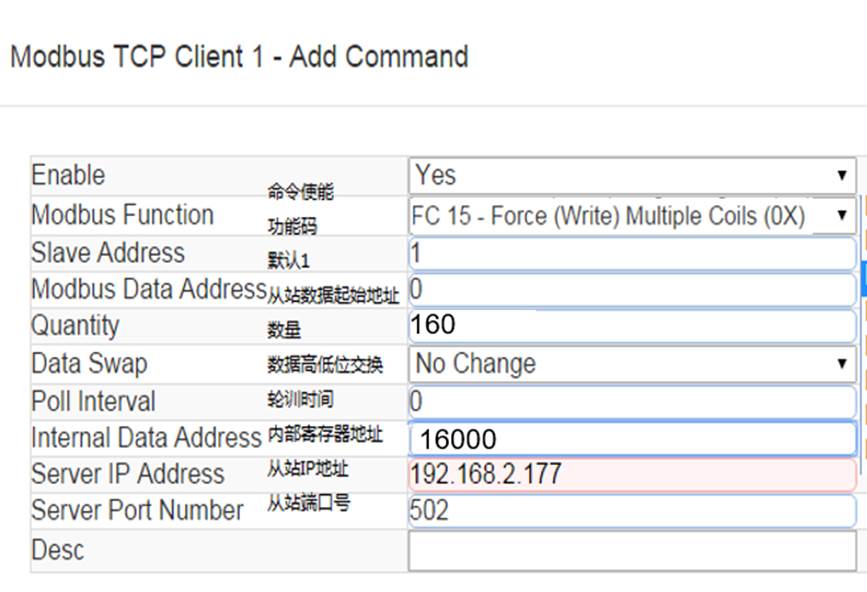 Modbus TCP Client 1 - Add Command
Enable 命令使能 Yes
Modbus Function 功能码 FC 15 - Force (Write) Multiple Coils (0X)
Slave Address 默认1 1
Modbus Data Address 从站数据起始地址 0
Quantity 数量 160
Data Swap 数据高低位交换 No Change
Poll Interval 轮训时间 0
Internal Data Address 内部寄存器地址 16000
Server IP Address 从站IP地址 192.168.2.177
Server Port Number 从站端口号 502
Desc